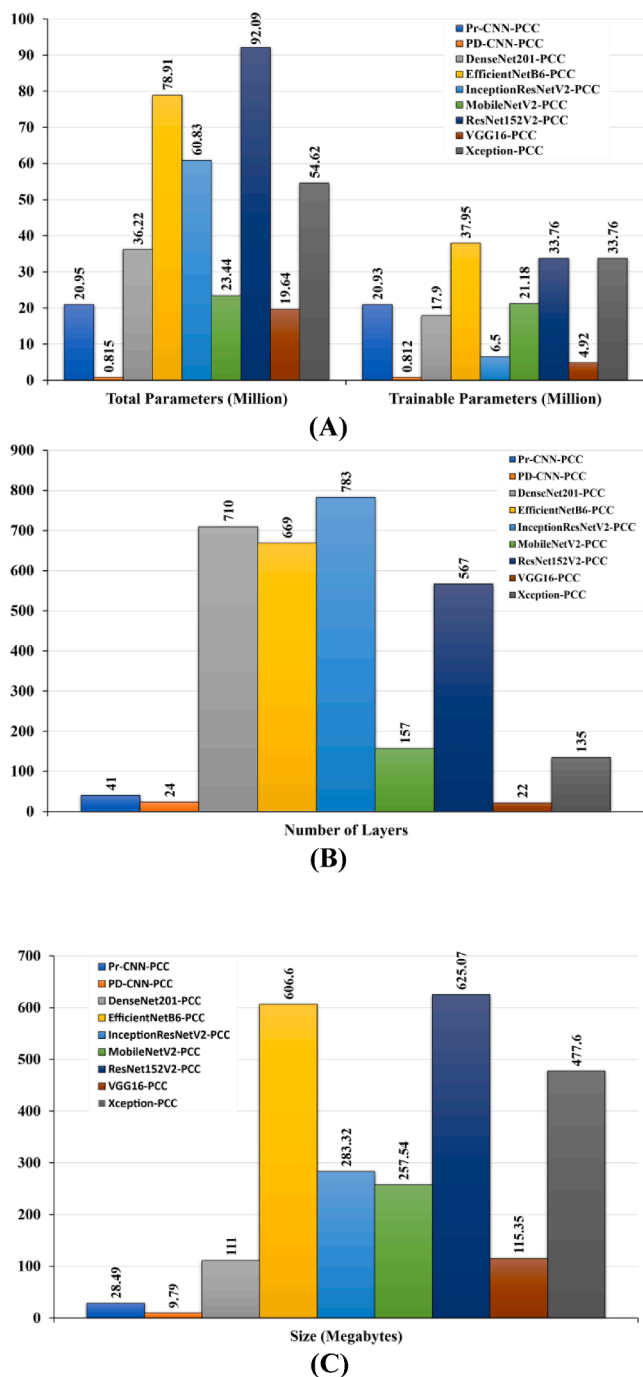 100
90
80
70
60
50
40
30
20
10
0
20.95
0.815
36.22
78.91
60.83
23.44
92.09
19.64
54.62
20.93
0.812
17.9
37.95
6.5
21.18
33.76
4.92
33.76
Pr-CNN-PCC
PD-CNN-PCC
DenseNet201-PCC
EfficientNetB6-PCC
InceptionResNetV2-PCC
MobileNetV2-PCC
ResNet152V2-PCC
VGG16-PCC
Xception-PCC
Total Parameters (Million)
Trainable Parameters (Million)
(A)
900
800
700
600
500
400
300
200
100
0
41
24
710
669
783
157
567
22
135
Pr-CNN-PCC
PD-CNN-PCC
DenseNet201-PCC
EfficientNetB6-PCC
InceptionResNetV2-PCC
MobileNetV2-PCC
ResNet152V2-PCC
VGG16-PCC
Xception-PCC
Number of Layers
(B)
700
600
500
400
300
200
100
0
Pr-CNN-PCC
PD-CNN-PCC
DenseNet201-PCC
EfficientNetB6-PCC
InceptionResNetV2-PCC
MobileNetV2-PCC
ResNet152V2-PCC
VGG16-PCC
Xception-PCC
28.49
9.79
111
606.6
283.32
257.54
625.07
115.35
477.6
Size (Megabytes)
(C)